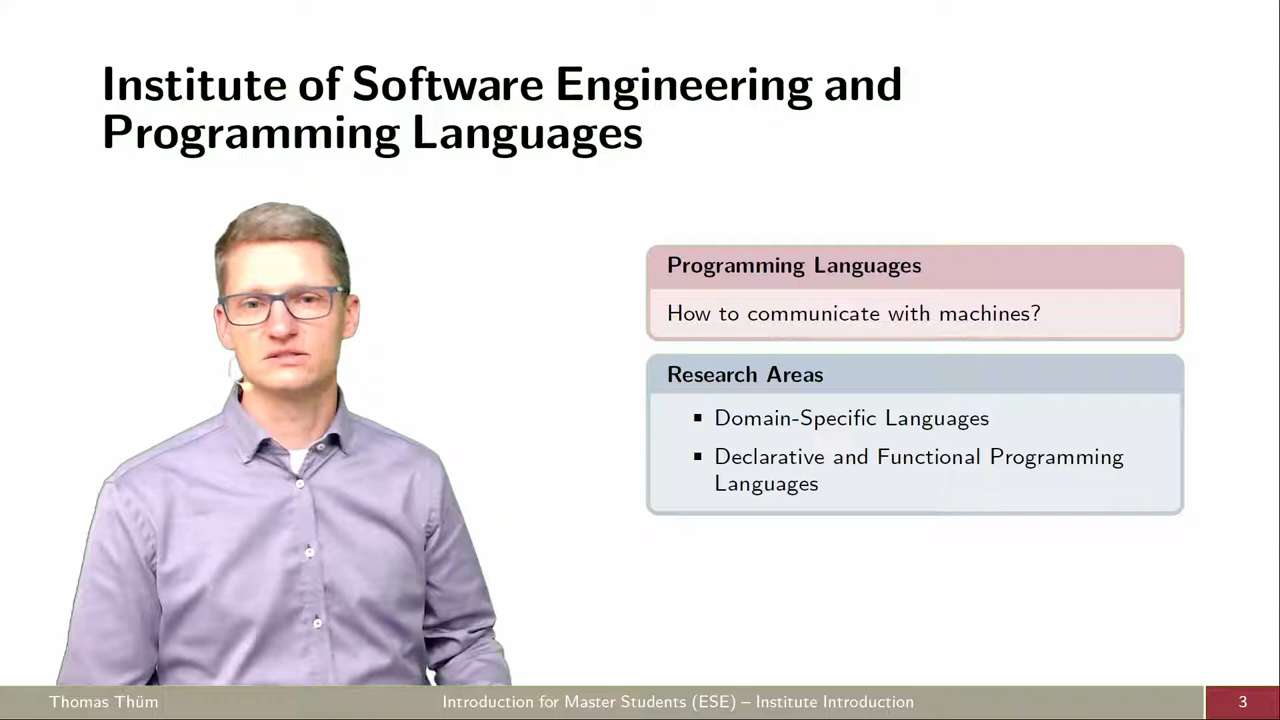 Institute of Software Engineering and
Programming Languages
Programming Languages
How to communicate with machines?
Research Areas
Domain-Specific Languages
Declarative and Functional Programming
Languages
Thomas Thüm
Introduction for Master Students (ESE) – Institute Introduction
3